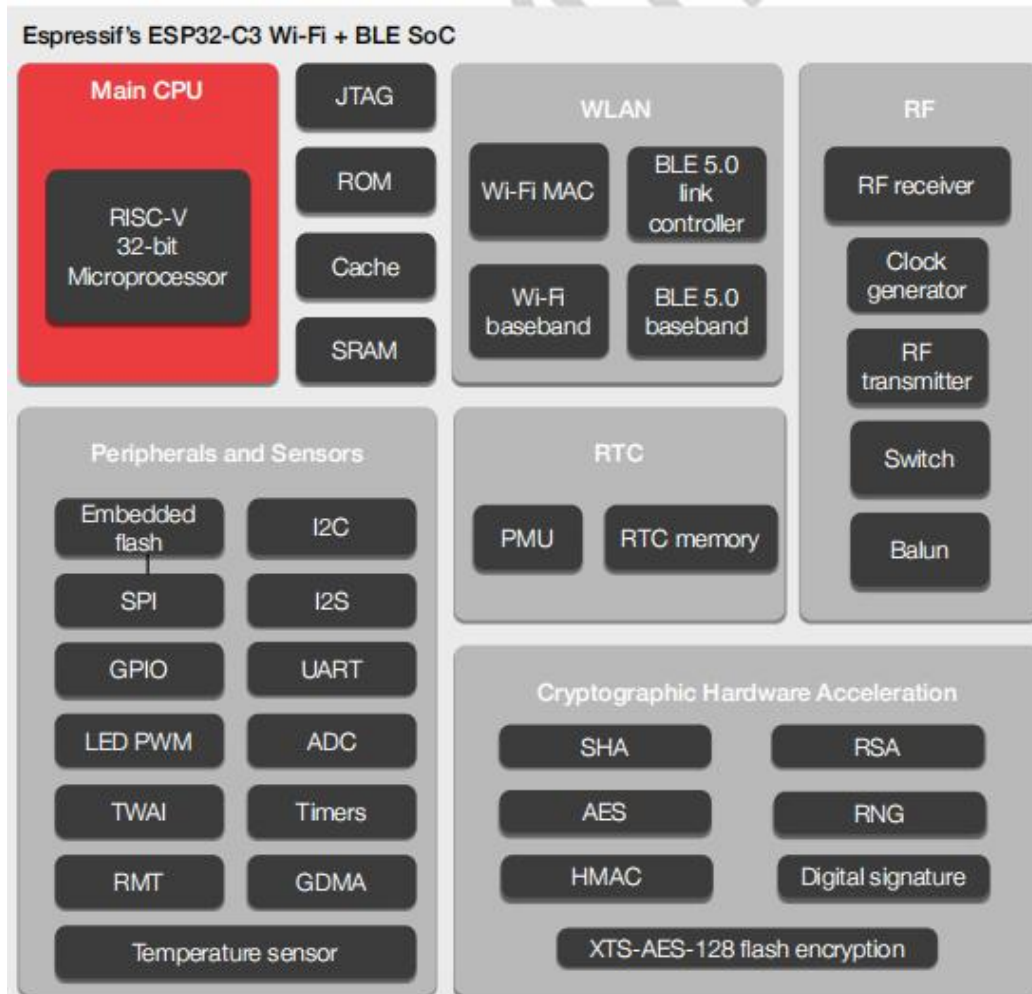 Espressif's ESP32-C3 Wi-Fi + BLE SoC
Main CPU
RISC-V
32-bit
Microprocessor
JTAG
ROM
Cache
SRAM
WLAN
Wi-Fi MAC
BLE 5.0
link
controller
Wi-Fi
baseband
BLE 5.0
baseband
RF
RF receiver
Clock
generator
RF
transmitter
Switch
Balun
Peripherals and Sensors
Embedded
flash
I2C
SPI
I2S
GPIO
UART
LED PWM
ADC
TWAI
Timers
RMT
GDMA
Temperature sensor
RTC
PMU
RTC memory
Cryptographic Hardware Acceleration
SHA
RSA
AES
RNG
HMAC
Digital signature
XTS-AES-128 flash encryption